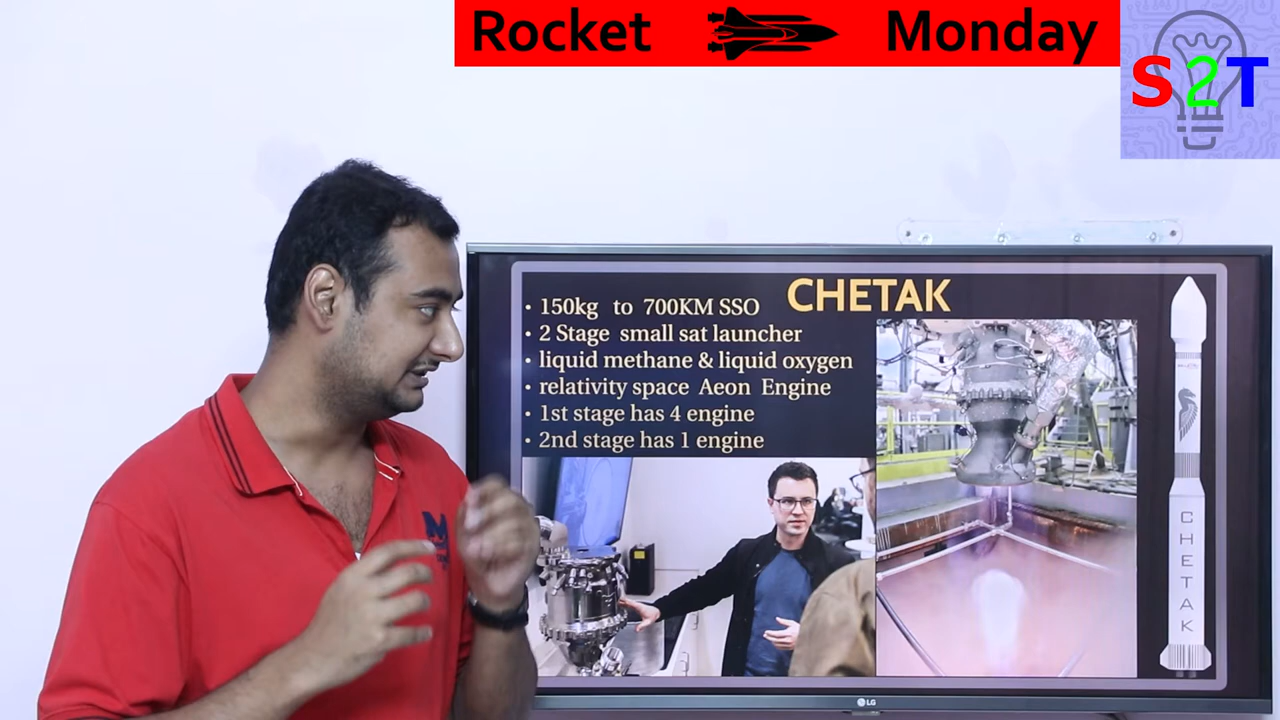 Rocket Monday
S2T
CHETAK
• 150kg to 700KM SSO
• 2 Stage small sat launcher
• liquid methane & liquid oxygen
• relativity space Aeon Engine
• 1st stage has 4 engine
• 2nd stage has 1 engine
CHETAK
LG